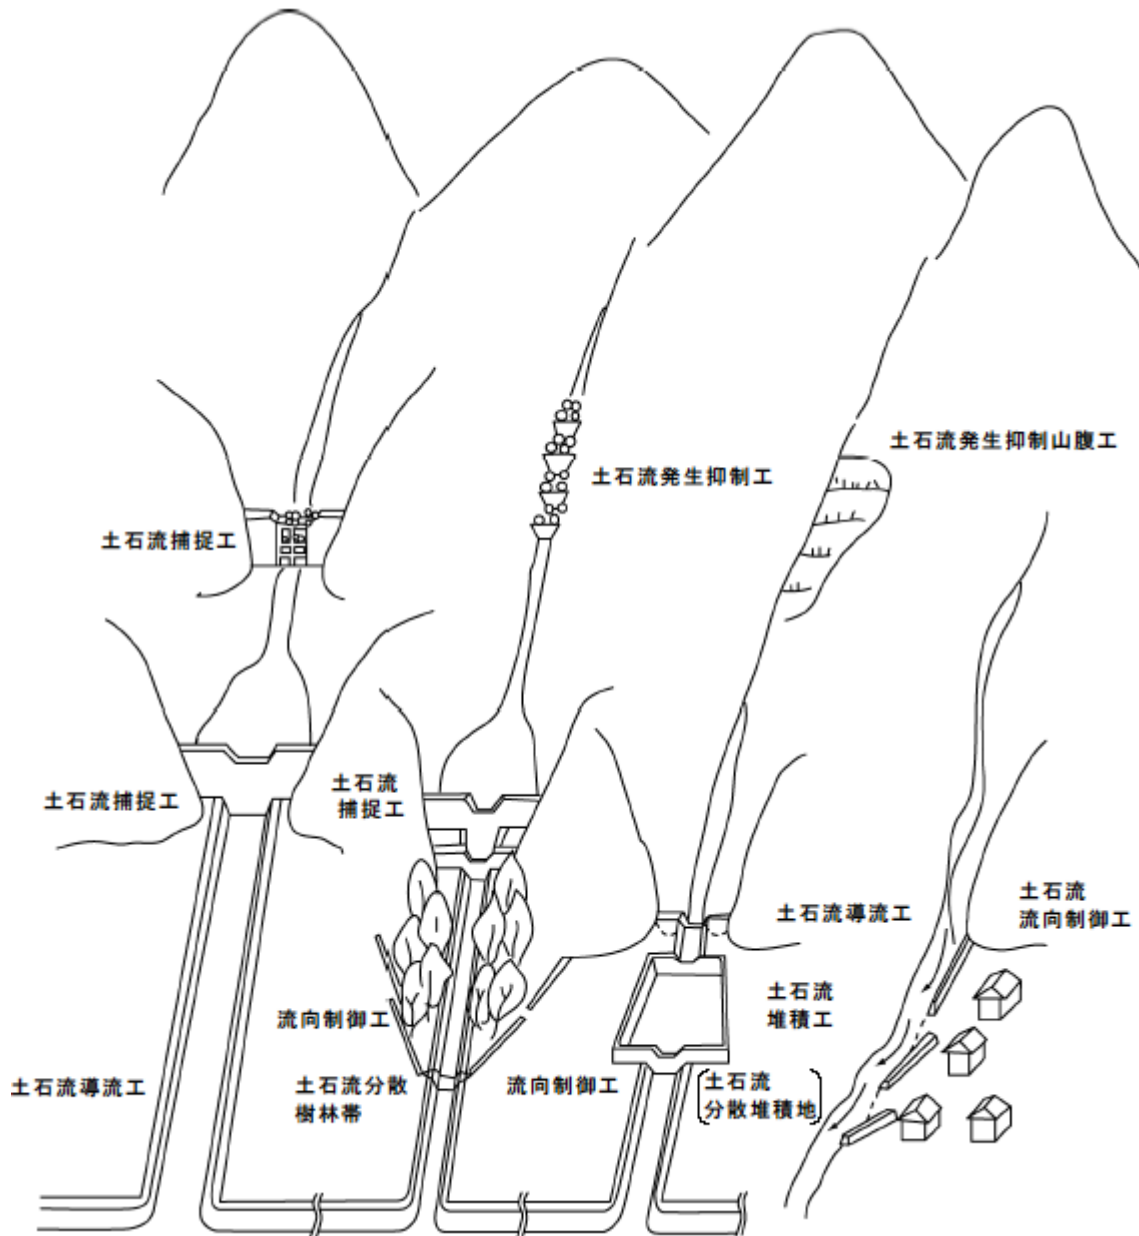 土石流発生抑制山腹工
土石流発生抑制工
土石流捕捉工
土石流捕捉工
土石流
捕捉工
土石流導流工
土石流
流向制御工
土石流
堆積工
流向制御工
土石流導流工
土石流分散
樹林帯
流向制御工
土石流
分散堆積地